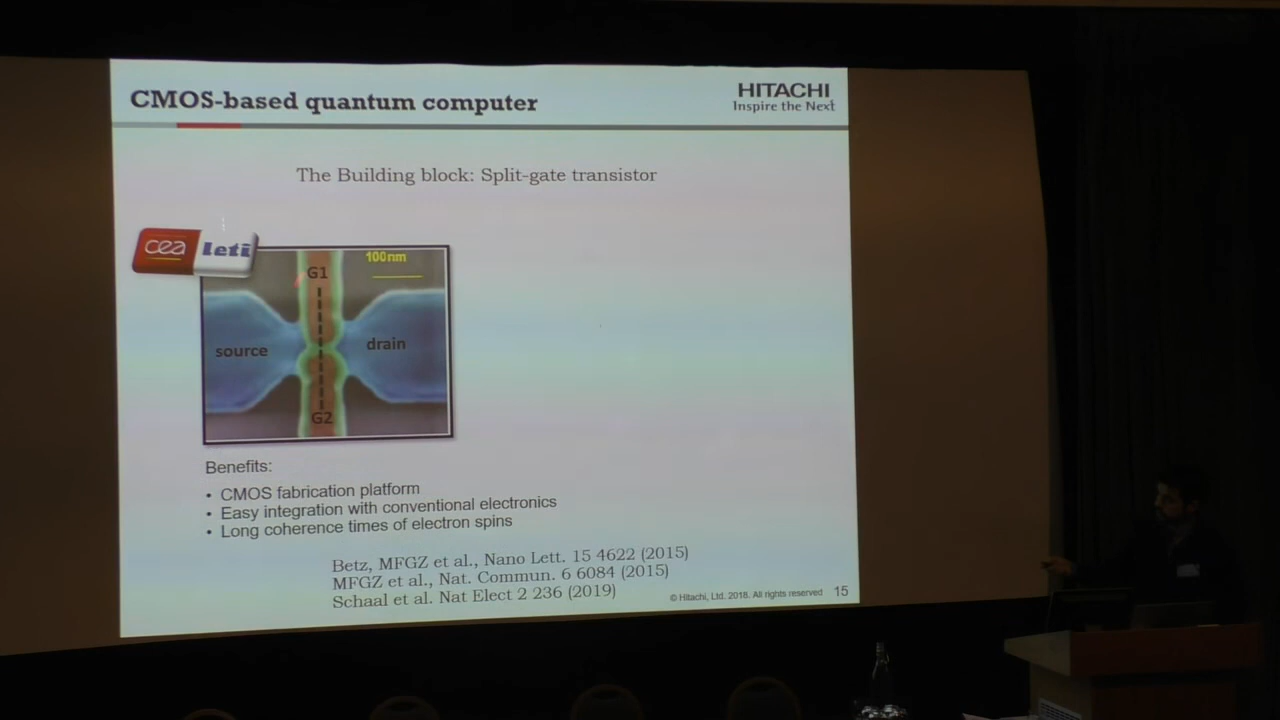 CMOS-based quantum computer
HITACHI
Inspire the Next
The Building block: Split-gate transistor
cea leti
100nm
G1
source
drain
G2
Benefits:
• CMOS fabrication platform
• Easy integration with conventional electronics
• Long coherence times of electron spins
Betz, MFGZ et al., Nano Lett. 15 4622 (2015)
MFGZ et al., Nat. Commun. 6 6084 (2015)
Schaal et al. Nat Elect 2 236 (2019)
© Hitachi, Ltd. 2018. All rights reserved 15